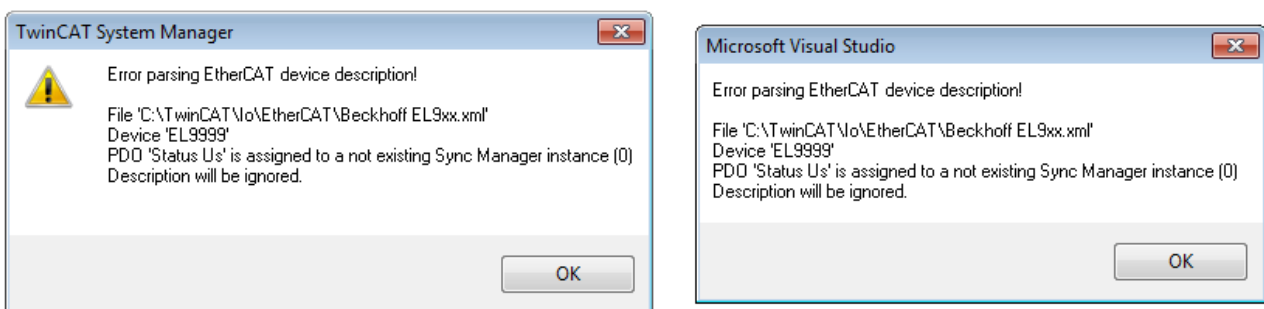 TwinCAT System Manager
Error parsing EtherCAT device description!
File 'C:\TwinCAT\Io\EtherCAT\Beckhoff EL9xx.xml'
Device 'EL9999'
PDO 'Status Us' is assigned to a not existing Sync Manager instance (0)
Description will be ignored.
OK
Microsoft Visual Studio
Error parsing EtherCAT device description!
File 'C:\TwinCAT\Io\EtherCAT\Beckhoff EL9xx.xml'
Device 'EL9999'
PDO 'Status Us' is assigned to a not existing Sync Manager instance (0)
Description will be ignored.
OK